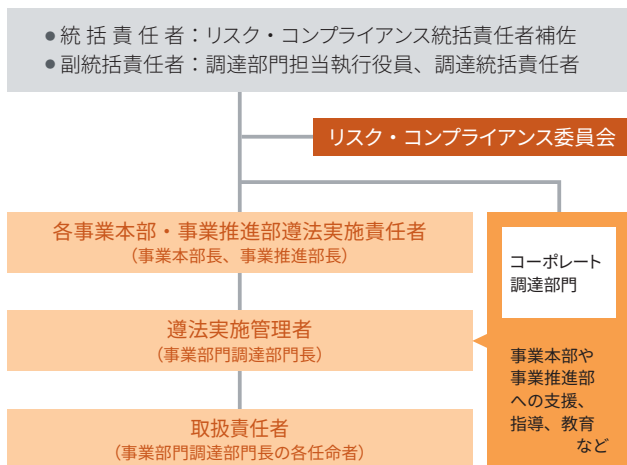 ●統括責任者：リスク・コンプライアンス統括責任者補佐
●副統括責任者：調達部門担当執行役員、調達統括責任者
リスク・コンプライアンス委員会
各事業本部・事業推進部遵法実施責任者
（事業本部長、事業推進部長）
遵法実施管理者
（事業部門調達部門長）
取扱責任者
（事業部門調達部門長の各任命者）
コーポレート
調達部門
事業本部や
事業推進部
への支援、
指導、教育
など